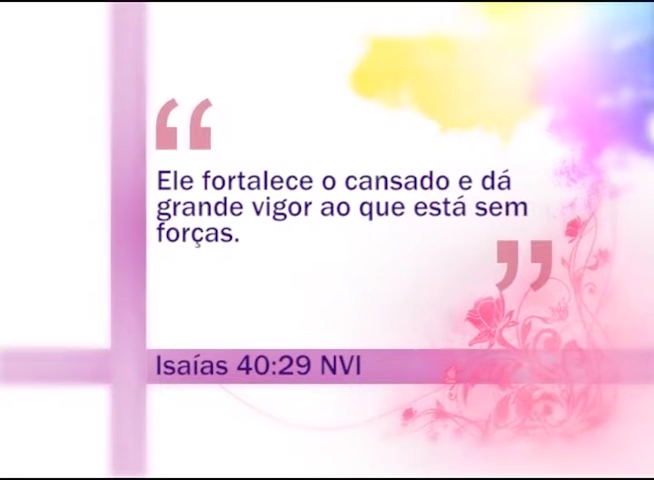 “
Ele fortalece o cansado e dá
grande vigor ao que está sem
forças.
”
Isaías 40:29 NVI